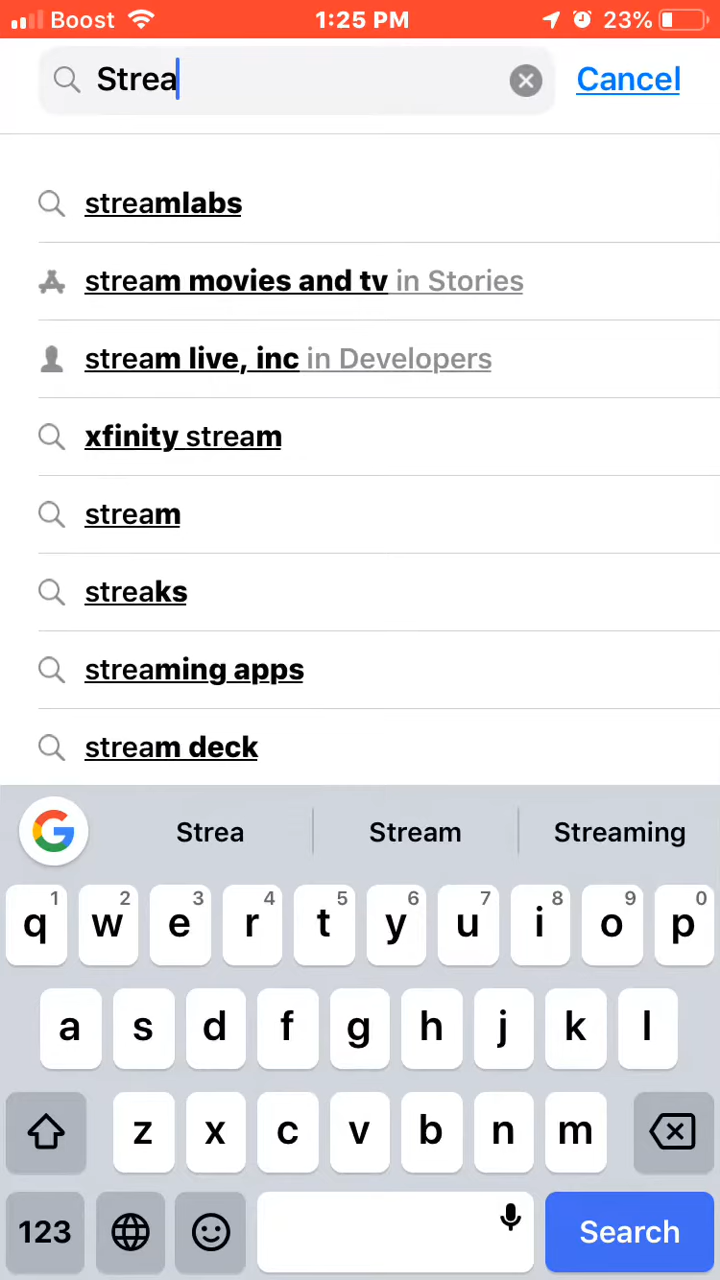 Boost 1:25 PM 23%
Strea Cancel
streamlabs
stream movies and tv in Stories
stream live, inc in Developers
xfinity stream
stream
streaks
streaming apps
stream deck
G Strea Stream Streaming
1 2 3 4 5 6 7 8 9 0
q w e r t y u i o p
a s d f g h j k l
z x c v b n m
123 Search